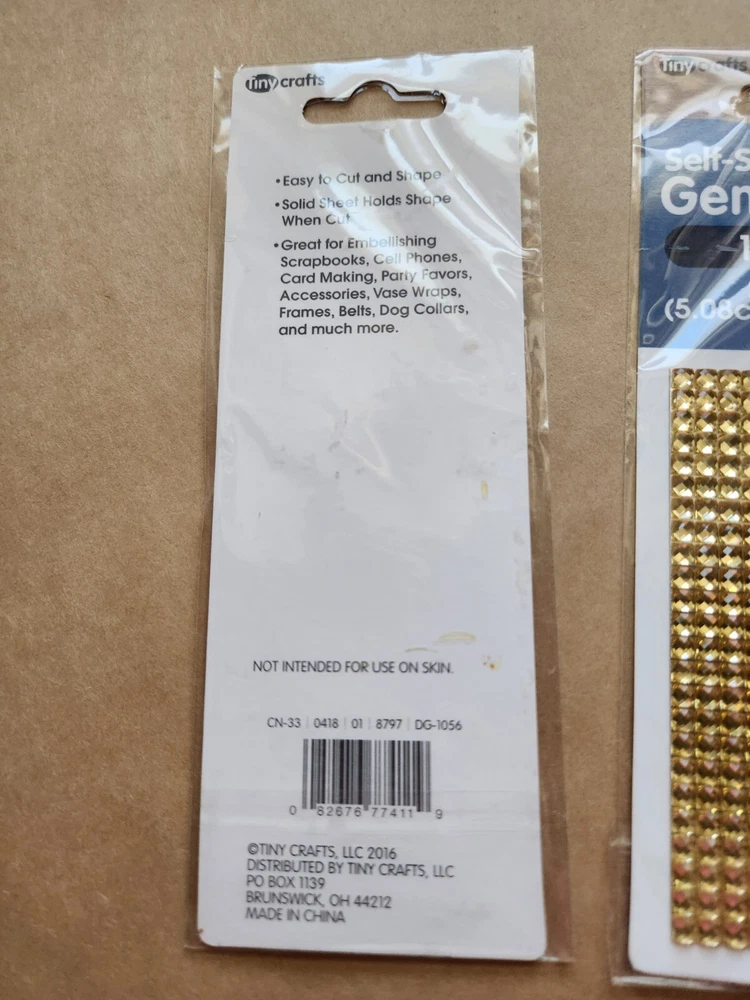 Tiny crafts
• Easy to Cut and Shape
• Solid Sheet Holds Shape
When Cut
• Great for Embellishing
Scrapbooks, Cell Phones,
Card Making, Party Favors,
Accessories, Vase Wraps,
Frames, Belts, Dog Collars,
and much more.
NOT INTENDED FOR USE ON SKIN.
CN-33 | 0418 | 01 | 8797 | DG-1056
0 82676 77411 9
©TINY CRAFTS, LLC 2016
DISTRIBUTED BY TINY CRAFTS, LLC
PO BOX 1139
BRUNSWICK, OH 44212
MADE IN CHINA
Tiny crafts
Self-S
Gem
1
(5.08c